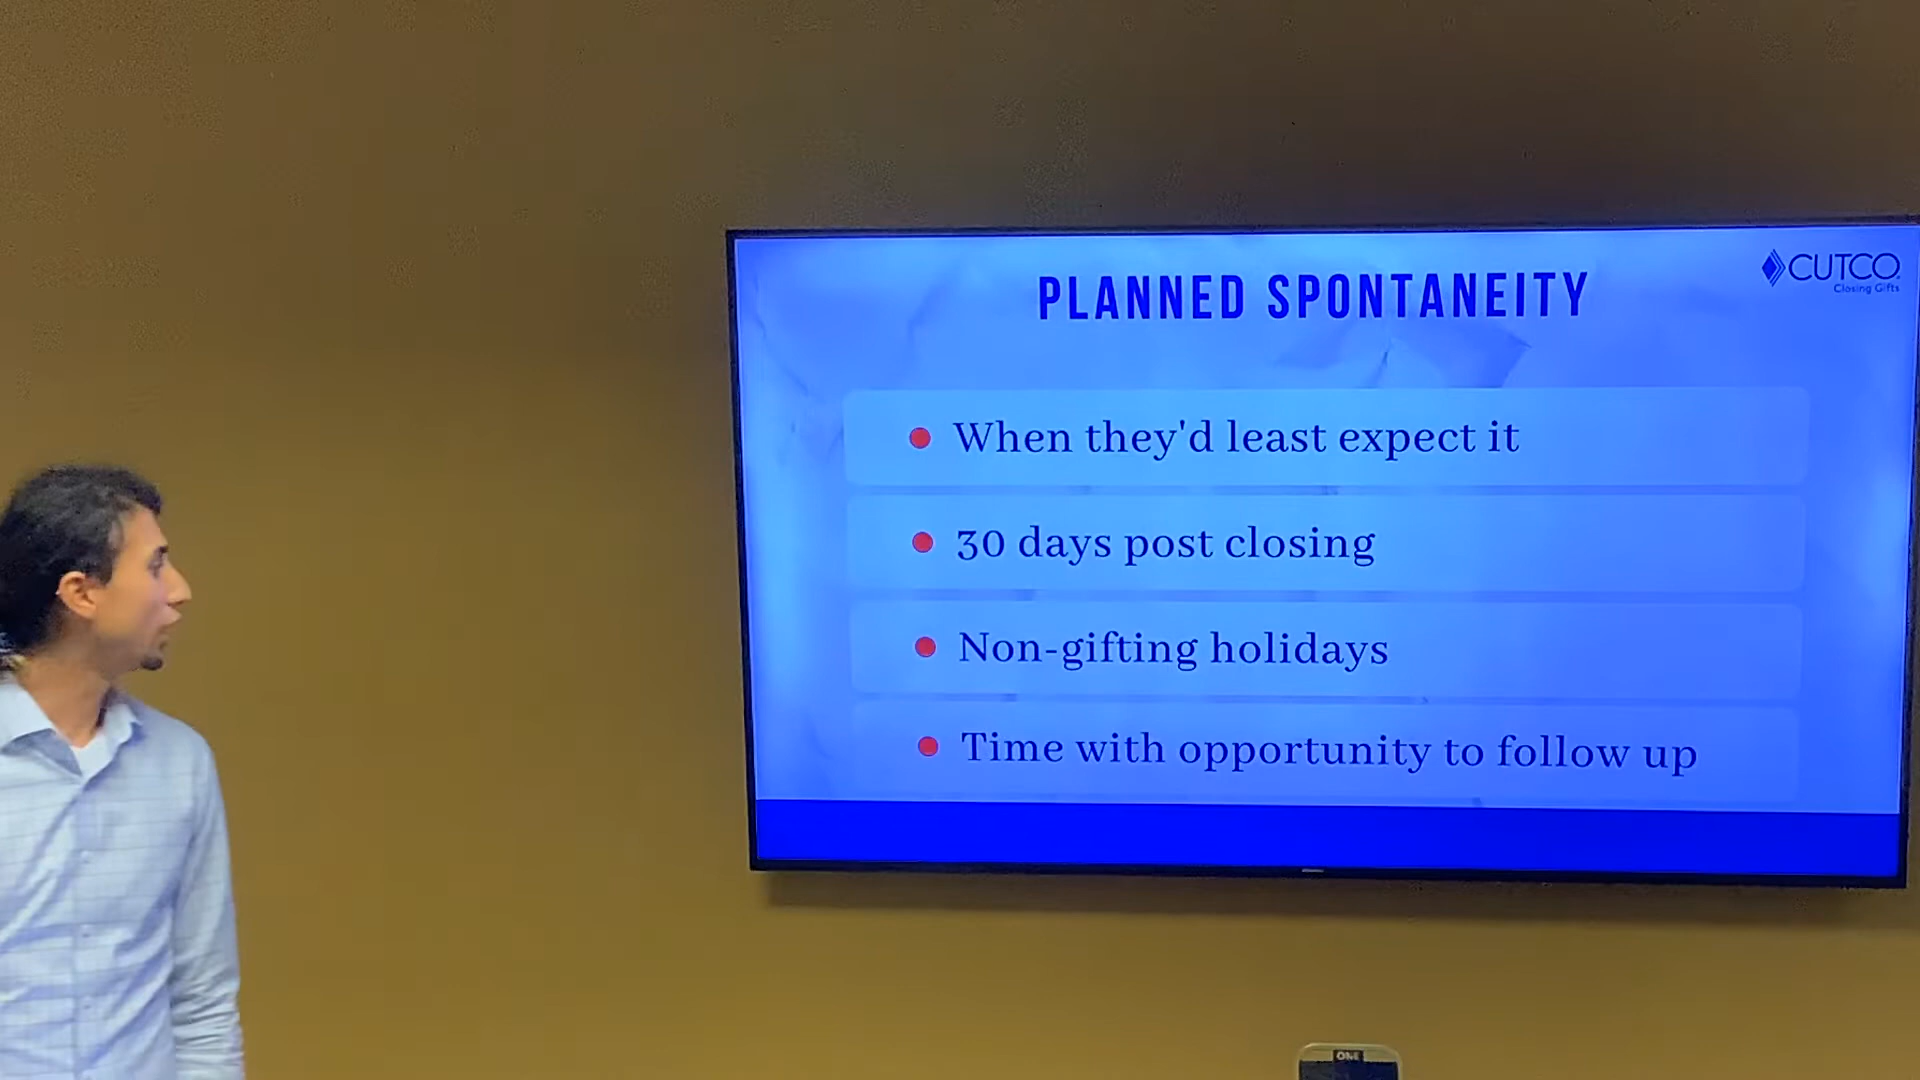 PLANNED SPONTANEITY
CUTCO
Closing Gifts
When they'd least expect it
30 days post closing
Non-gifting holidays
Time with opportunity to follow up